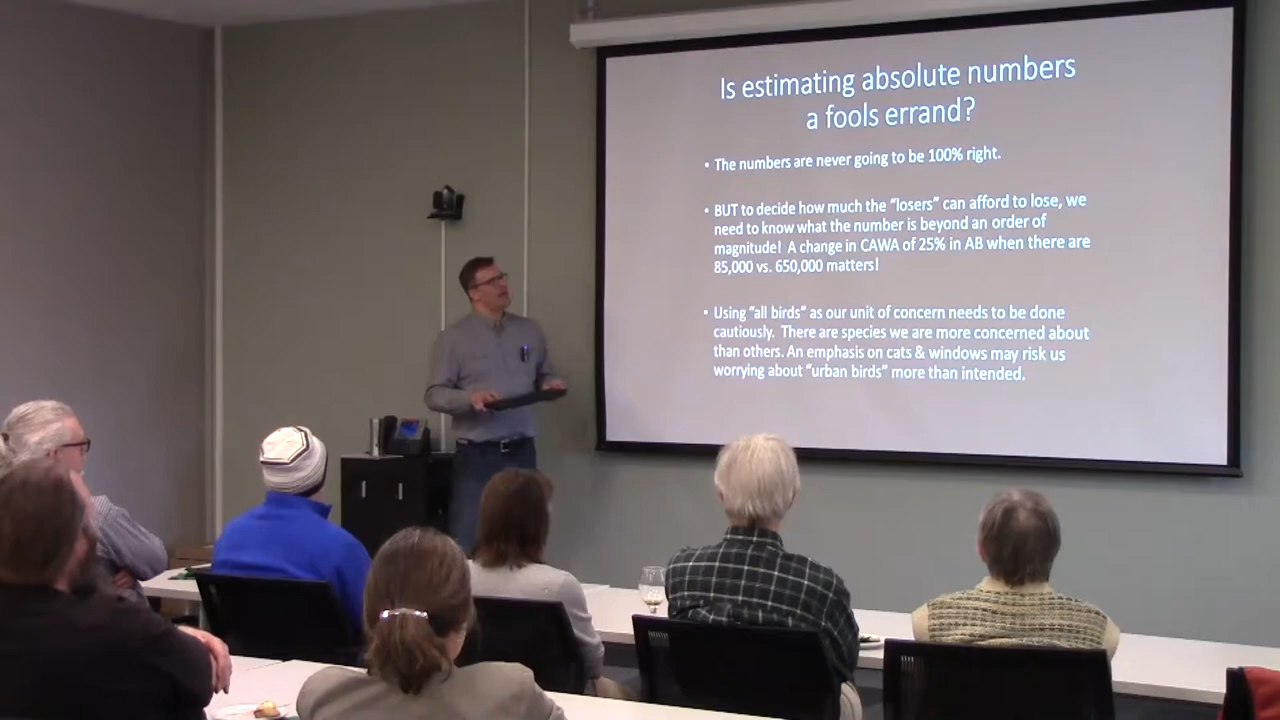 Is estimating absolute numbers
a fools errand?
• The numbers are never going to be 100% right.
• BUT to decide how much the "losers" can afford to lose, we
need to know what the number is beyond an order of
magnitude! A change in CAWA of 25% in AB when there are
85,000 vs. 650,000 matters!
• Using "all birds" as our unit of concern needs to be done
cautiously. There are species we are more concerned about
than others. An emphasis on cats & windows may risk us
worrying about "urban birds" more than intended.